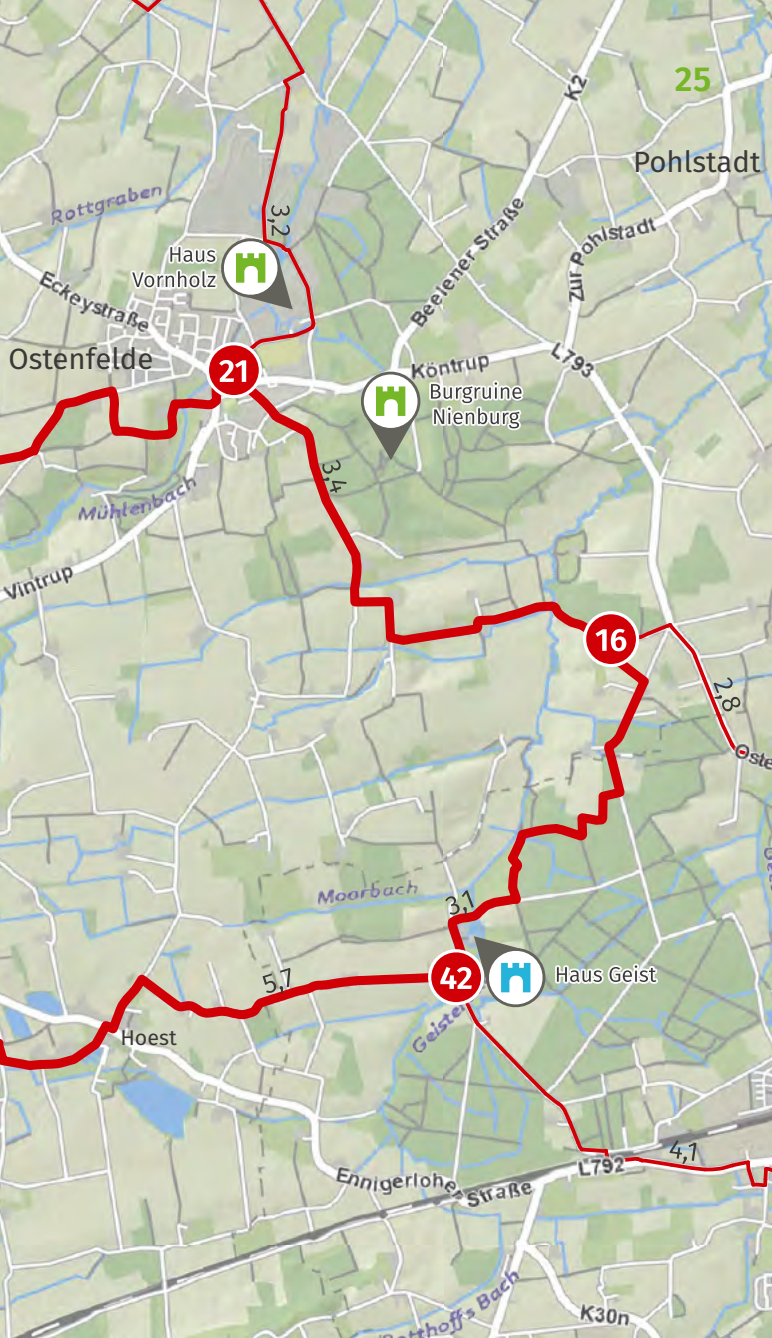 K2
25
Pohlstadt
Rottgraben
3,2
Zur Pohlstadt
Haus
Vornholz
Beelener Straße
Eckeystraße
Ostenfelde
21
Köntrup
L793
Burgruine
Nienburg
3,4
Mühlenbach
Vintrup
16
2,8
Oste
Moorbach
3,1
42
Haus Geist
5,7
Geister
Hoest
4,1
L792
Ennigerloher Straße
K30n